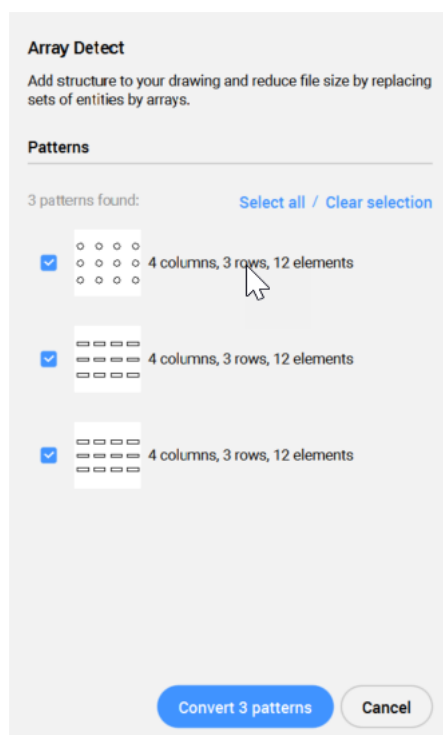 Array Detect
Add structure to your drawing and reduce file size by replacing
sets of entities by arrays.
Patterns
3 patterns found: Select all / Clear selection
4 columns, 3 rows, 12 elements
4 columns, 3 rows, 12 elements
4 columns, 3 rows, 12 elements
Convert 3 patterns Cancel